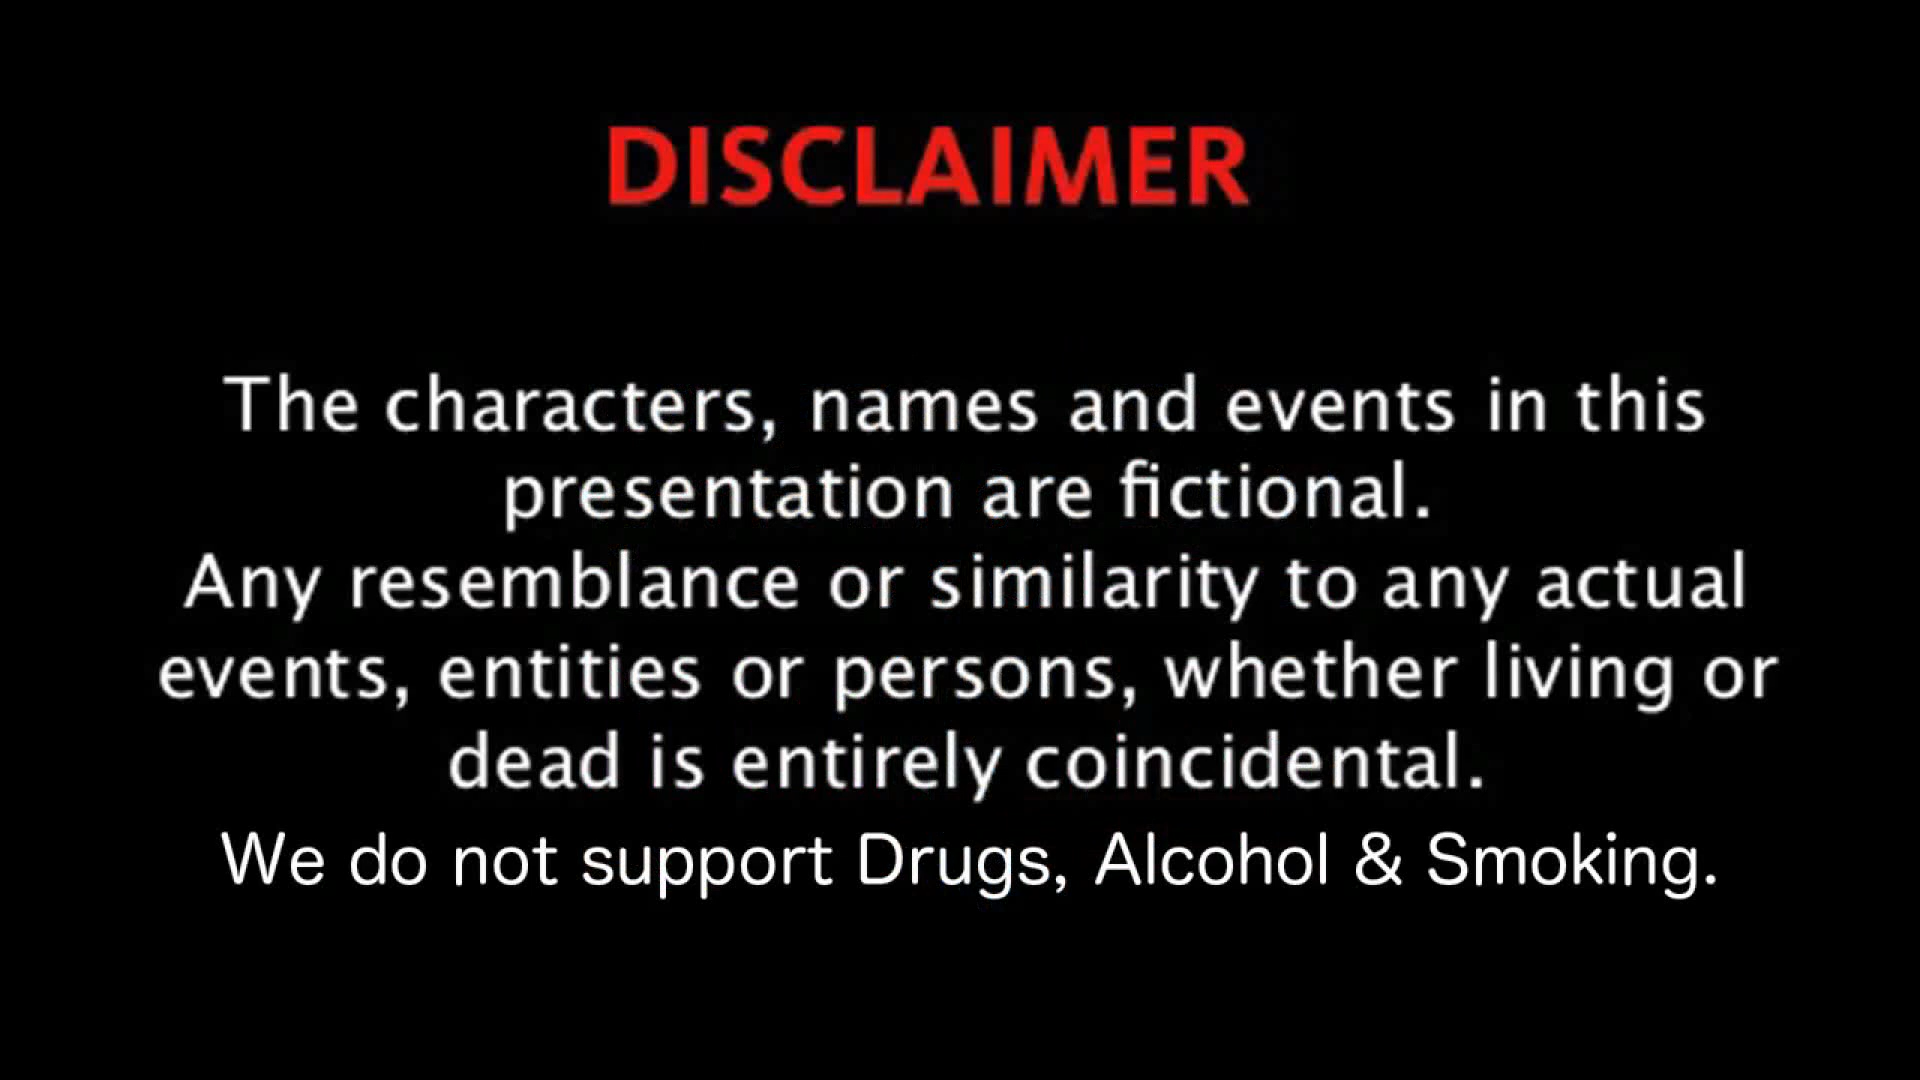 DISCLAIMER
The characters, names and events in this
presentation are fictional.
Any resemblance or similarity to any actual
events, entities or persons, whether living or
dead is entirely coincidental.
We do not support Drugs, Alcohol & Smoking.